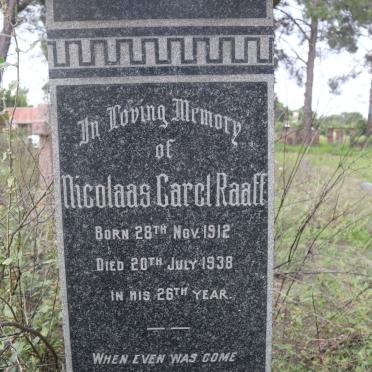 In Loving Memory
of
Nicolaas Carel Raaff
BORN 28TH NOV. 1912
DIED 20TH JULY 1938
IN HIS 26TH YEAR.
WHEN EVEN WAS COME